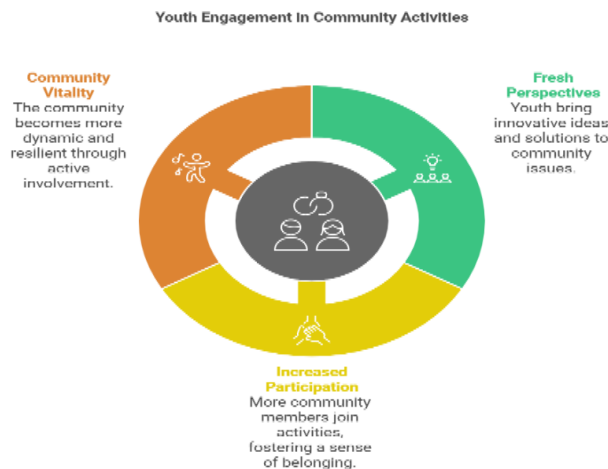 Youth Engagement in Community Activities
Community
Vitality
The community
becomes more
dynamic and
resilient through
active
involvement.
Fresh
Perspectives
Youth bring
innovative ideas
and solutions to
community
issues.
Increased
Participation
More community
members join
activities,
fostering a sense
of belonging.